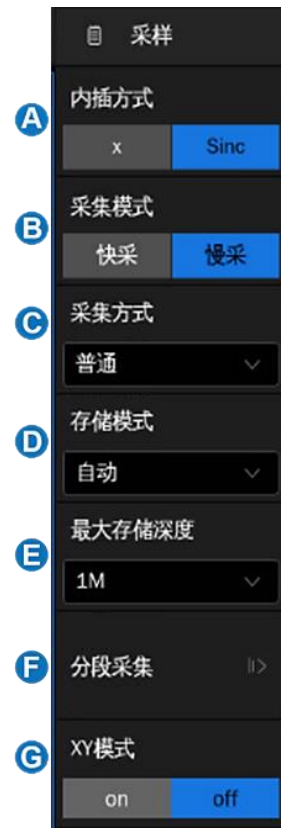 采样
A
内插方式
x Sinc
B
采集模式
快采 慢采
C
采集方式
普通
D
存储模式
自动
E
最大存储深度
1M
F
分段采集
G
XY模式
on off